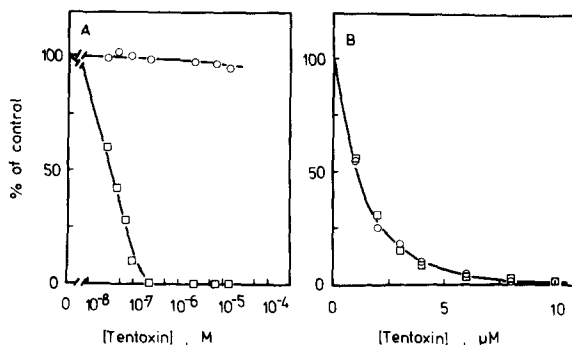 A
B
% of control
100
50
0
100
50
0
0 10⁻⁸ 10⁻⁷ 10⁻⁶ 10⁻⁵ 10⁻⁴
0 5 10
[Tentoxin] , M
[Tentoxin] , μM